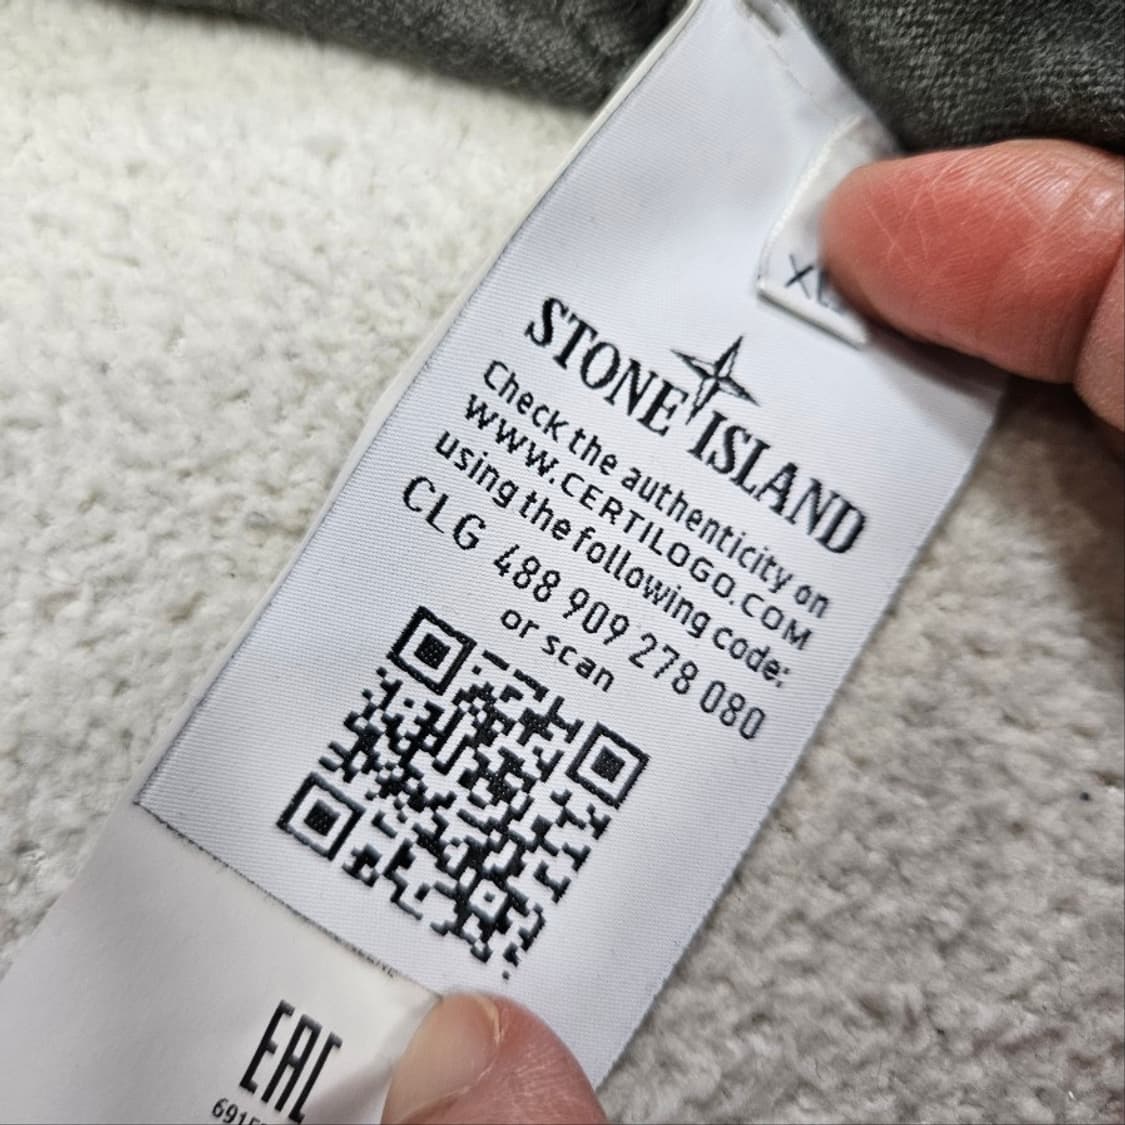 XL
STONE ISLAND
Check the authenticity on
WWW.CERTILOGO.COM
using the following code:
CLG 488 909 278 080
or scan
EAC